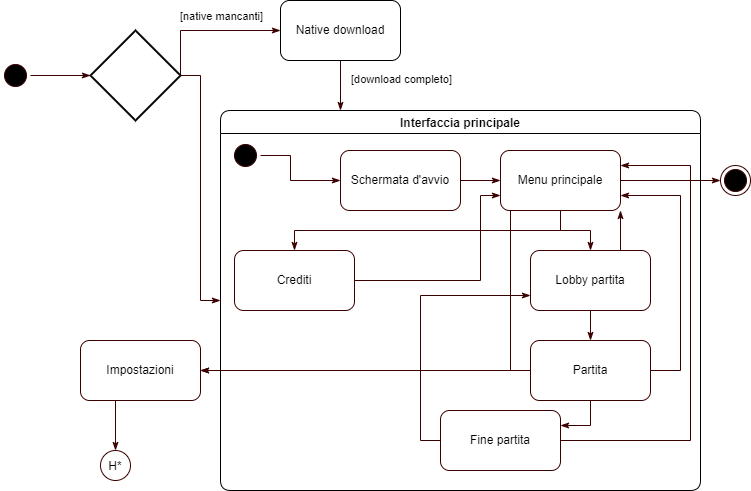 [native mancanti]
Native download
[download completo]
Interfaccia principale
Schermata d'avvio
Menu principale
Crediti
Lobby partita
Impostazioni
Partita
Fine partita
H*